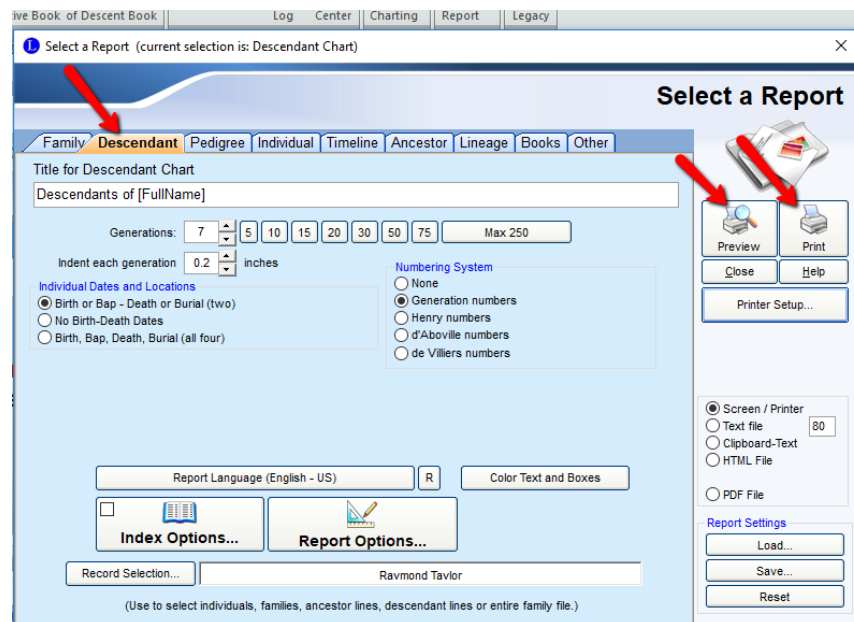 ive Book of Descent Book Log Center Charting Report Legacy
L Select a Report (current selection is: Descendant Chart)
Select a Report
Family Descendant Pedigree Individual Timeline Ancestor Lineage Books Other
Title for Descendant Chart
Descendants of [FullName]
Generations: 7 5 10 15 20 30 50 75 Max 250
Indent each generation 0.2 inches
Individual Dates and Locations
Birth or Bap - Death or Burial (two)
No Birth-Death Dates
Birth, Bap, Death, Burial (all four)
Numbering System
None
Generation numbers
Henry numbers
d'Aboville numbers
de Villiers numbers
Report Language (English - US) R Color Text and Boxes
Index Options... Report Options...
Record Selection... Raymond Taylor
(Use to select individuals, families, ancestor lines, descendant lines or entire family file.)
Preview Print
Close Help
Printer Setup...
Screen / Printer
Text file 80
Clipboard-Text
HTML File
PDF File
Report Settings
Load...
Save...
Reset